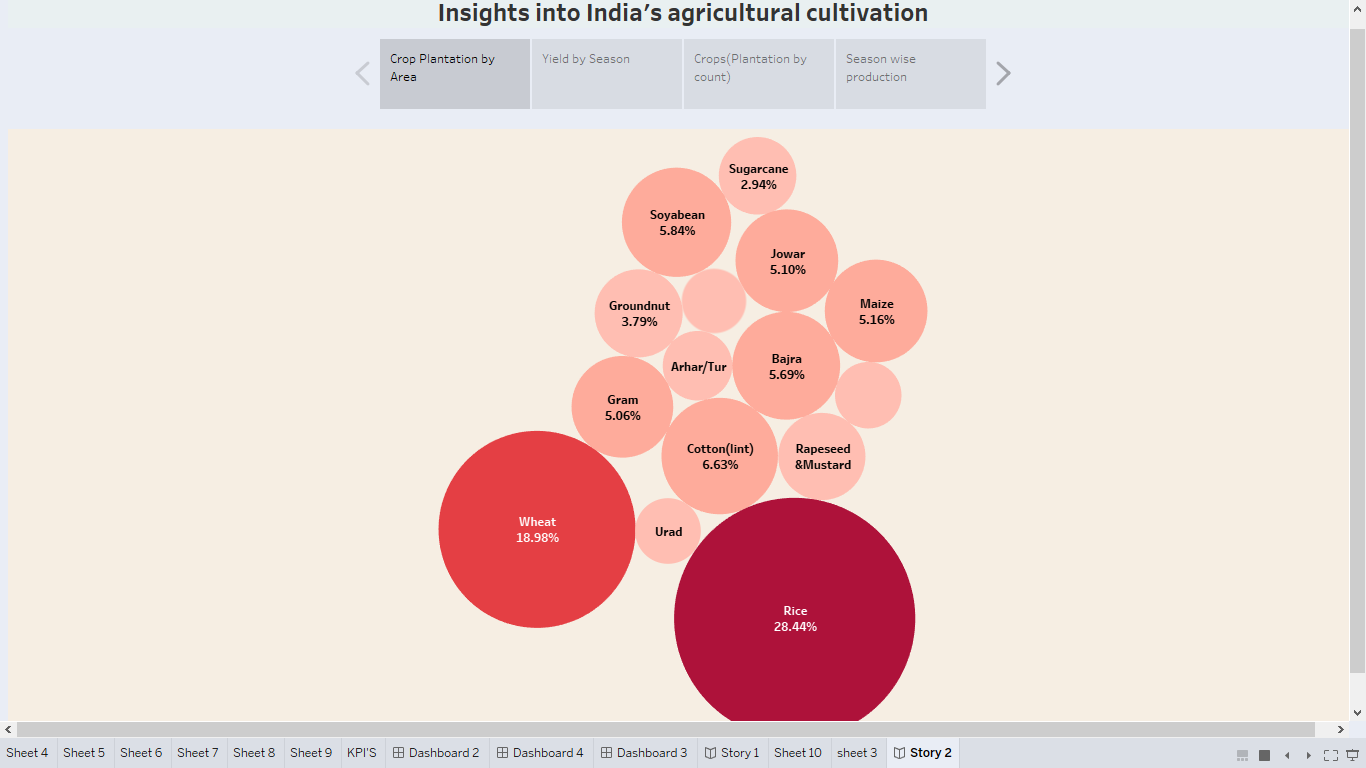 Insights into India's agricultural cultivation
Crop Plantation by
Area
Yield by Season
Crops(Plantation by
count)
Season wise
production
Sugarcane
2.94%
Soyabean
5.84%
Jowar
5.10%
Groundnut
3.79%
Maize
5.16%
Arhar/Tur
Bajra
5.69%
Gram
5.06%
Cotton(lint)
6.63%
Rapeseed
&Mustard
Wheat
18.98%
Urad
Rice
28.44%
Sheet 4
Sheet 5
Sheet 6
Sheet 7
Sheet 8
Sheet 9
KPI'S
Dashboard 2
Dashboard 4
Dashboard 3
Story 1
Sheet 10
sheet 3
Story 2